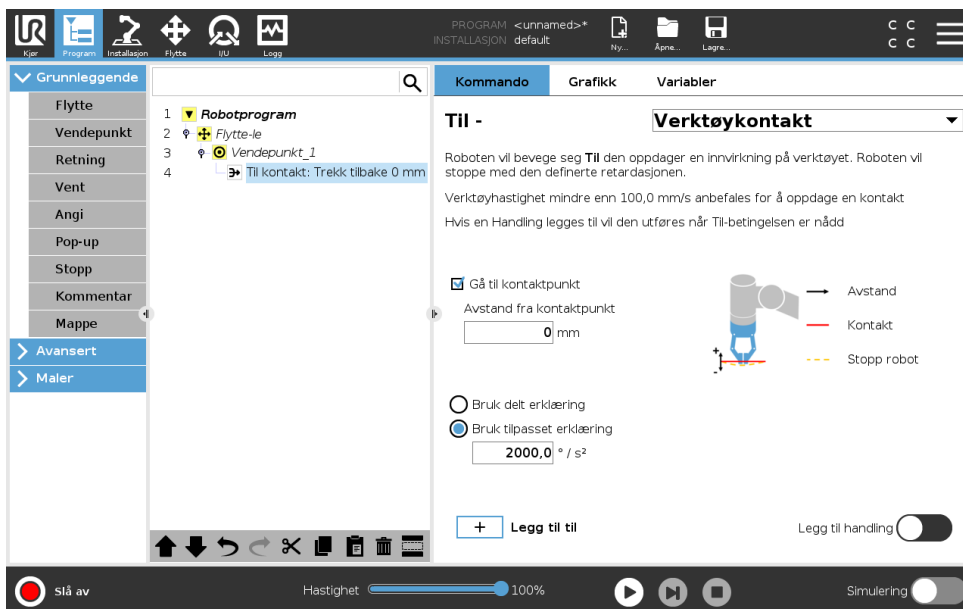 PROGRAM <unnamed>*
INSTALLASJON default
Kjør Program Installasjon Flytte I/U Logg Ny... Åpne... Lagre...
C C
C C
Grunnleggende
Flytte
Vendepunkt
Retning
Vent
Angi
Pop-up
Stopp
Kommentar
Mappe
Avansert
Maler
1 Robotprogram
2 Flytte-le
3 Vendepunkt_1
4 Til kontakt: Trekk tilbake 0 mm
Kommando Grafikk Variabler
Til - Verktøykontakt
Roboten vil bevege seg Til den oppdager en innvirkning på verktøyet. Roboten vil
stoppe med den definerte retardasjonen.
Verktøyhastighet mindre enn 100,0 mm/s anbefales for å oppdage en kontakt
Hvis en Handling legges til vil den utføres når Til-betingelsen er nådd
Gå til kontaktpunkt
Avstand fra kontaktpunkt
0 mm
+
-
Avstand
Kontakt
Stopp robot
Bruk delt erklæring
Bruk tilpasset erklæring
2000,0 ° / s²
+ Legg til til
Legg til handling
Slå av
Hastighet 100%
Simulering